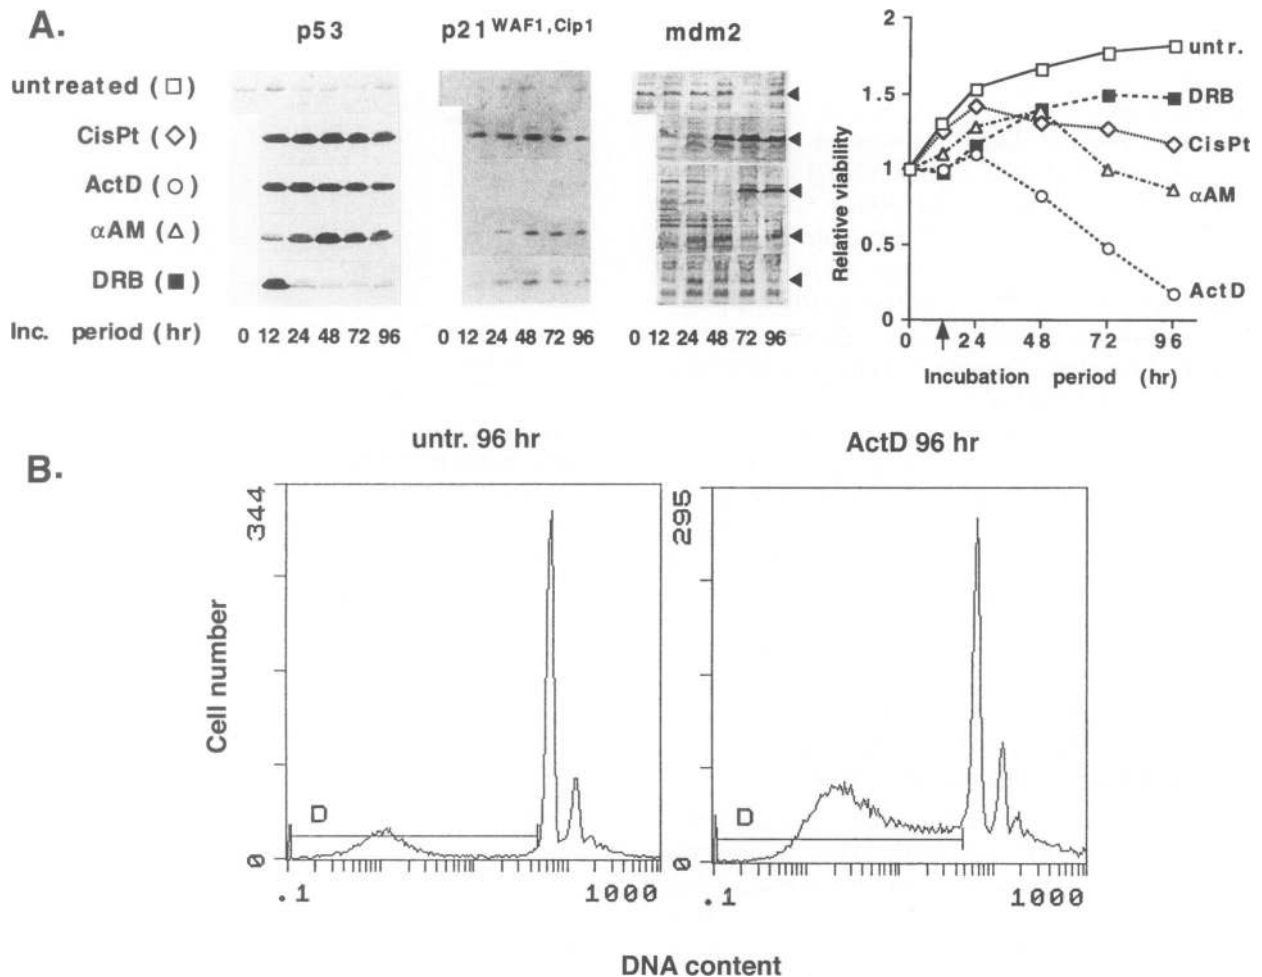 A.
p53
p21 WAF1, Cip1
mdm2
untreated (□)
CisPt (◇)
ActD (○)
αAM (△)
DRB (■)
Inc. period (hr)
0 12 24 48 72 96
0 12 24 48 72 96
0 12 24 48 72 96
Relative viability
1.5
1
0.5
0
untr.
DRB
CisPt
αAM
ActD
0 24 48 72 96
Incubation period (hr)
B.
untr. 96 hr
ActD 96 hr
Cell number
344
0
D
.1 1000
295
0
D
.1 1000
DNA content